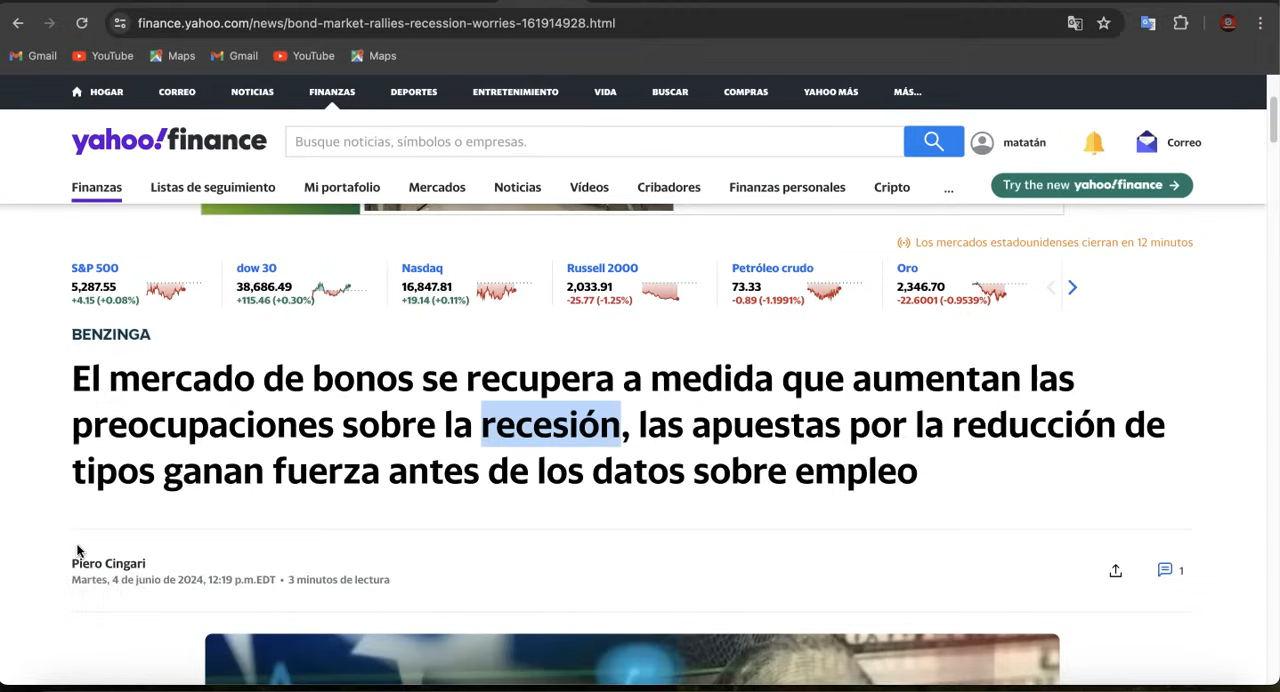 finance.yahoo.com/news/bond-market-rallies-recession-worries-161914928.html
Gmail YouTube Maps Gmail YouTube Maps
HOGAR CORREO NOTICIAS FINANZAS DEPORTES ENTRETENIMIENTO VIDA BUSCAR COMPRAS YAHOO MÁS MÁS...
yahoo!finance Busque noticias, símbolos o empresas. matatán Correo
Finanzas Listas de seguimiento Mi portafolio Mercados Noticias Vídeos Cribadores Finanzas personales Cripto ... Try the new yahoo!finance →
Los mercados estadounidenses cierran en 12 minutos
S&P 500 dow 30 Nasdaq Russell 2000 Petróleo crudo Oro
5,287.55 38,686.49 16,847.81 2,033.91 73.33 2,346.70
+4.15 (+0.08%) +115.46 (+0.30%) +19.14 (+0.11%) -25.77 (-1.25%) -0.89 (-1.1991%) -22.6001 (-0.9539%)
BENZINGA
El mercado de bonos se recupera a medida que aumentan las
preocupaciones sobre la recesión, las apuestas por la reducción de
tipos ganan fuerza antes de los datos sobre empleo
Piero Cingari
Martes, 4 de junio de 2024, 12:19 p.m.EDT • 3 minutos de lectura
1